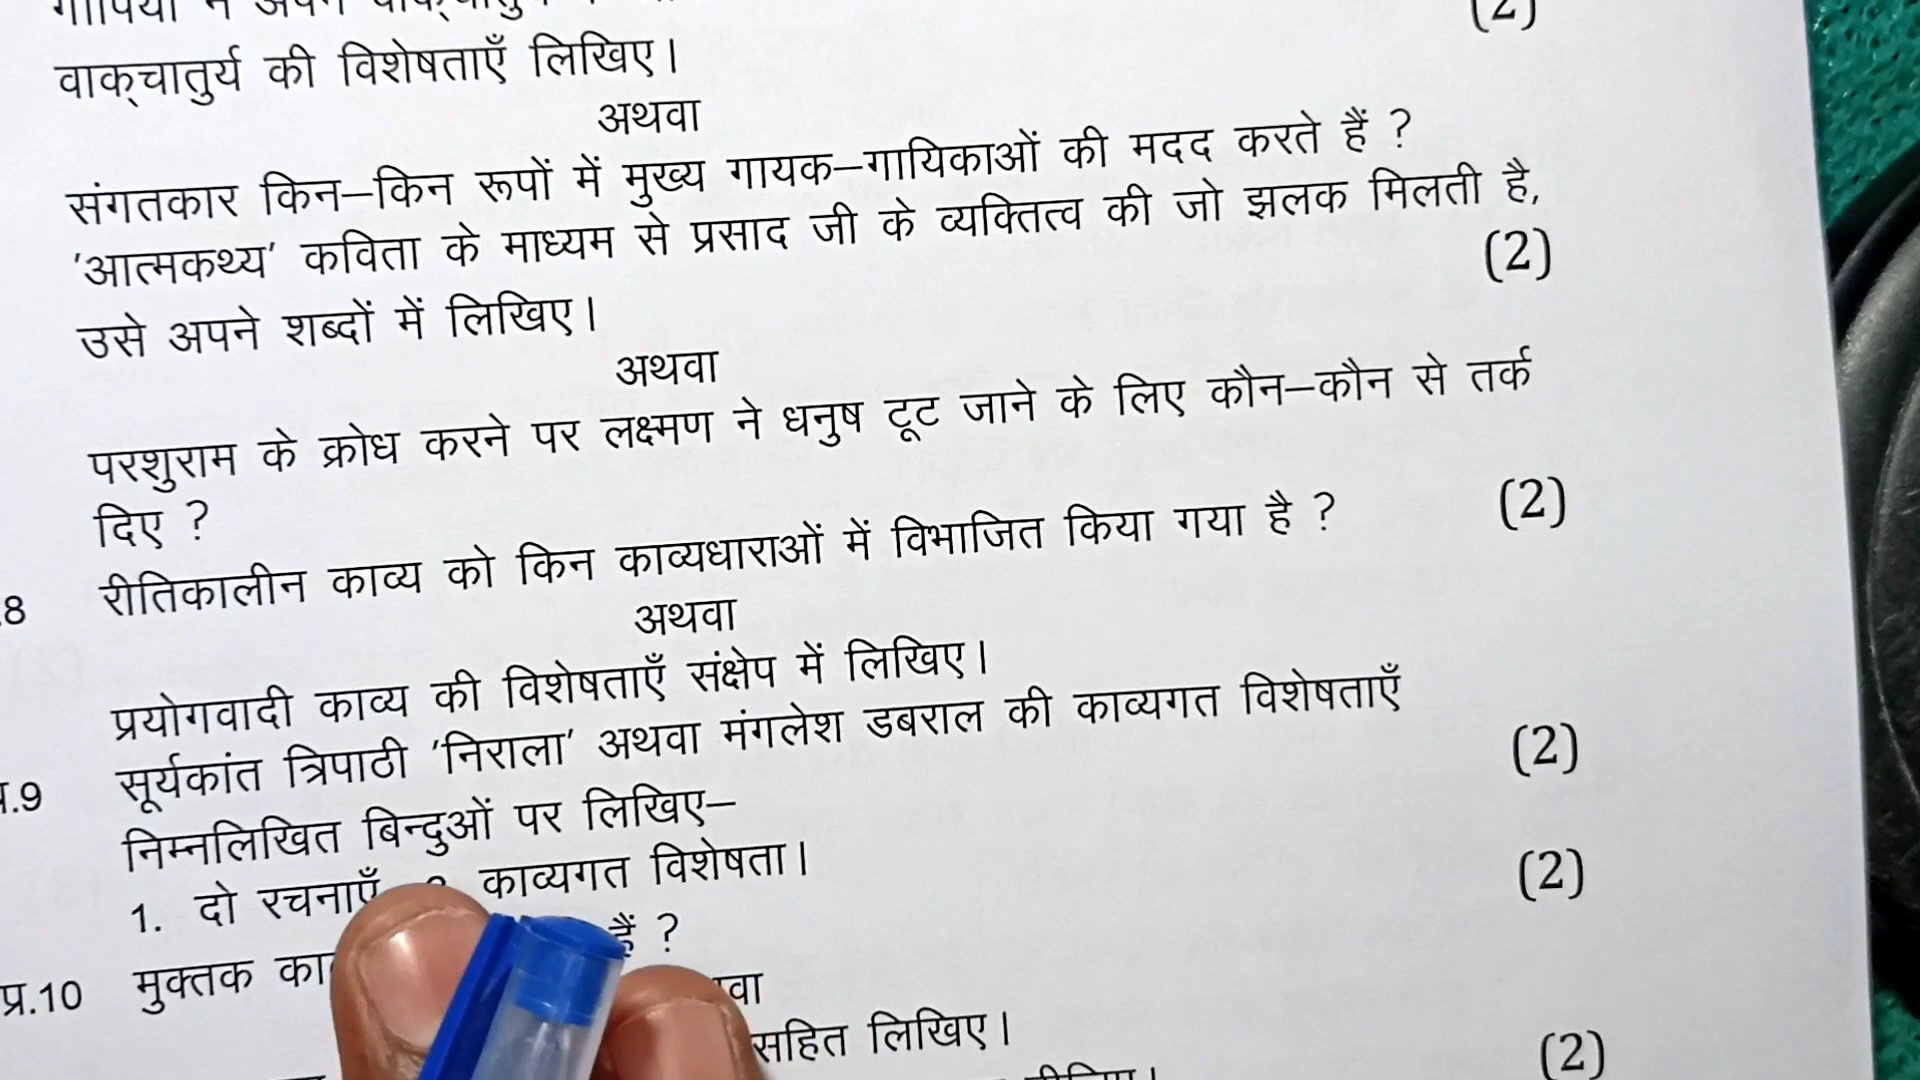 वाक्चातुर्य की विशेषताएँ लिखिए।
(2)
अथवा
संगतकार किन–किन रूपों में मुख्य गायक–गायिकाओं की मदद करते हैं ?
'आत्मकथ्य' कविता के माध्यम से प्रसाद जी के व्यक्तित्व की जो झलक मिलती है,
(2)
उसे अपने शब्दों में लिखिए।
अथवा
परशुराम के क्रोध करने पर लक्ष्मण ने धनुष टूट जाने के लिए कौन–कौन से तर्क
दिए ?
8 रीतिकालीन काव्य को किन काव्यधाराओं में विभाजित किया गया है ? (2)
अथवा
प्रयोगवादी काव्य की विशेषताएँ संक्षेप में लिखिए।
.9 सूर्यकांत त्रिपाठी 'निराला' अथवा मंगलेश डबराल की काव्यगत विशेषताएँ
(2)
निम्नलिखित बिन्दुओं पर लिखिए–
1. दो रचनाएँ काव्यगत विशेषता।
(2)
प्र.10 मुक्तक हैं ?
सहित लिखिए।
(2)